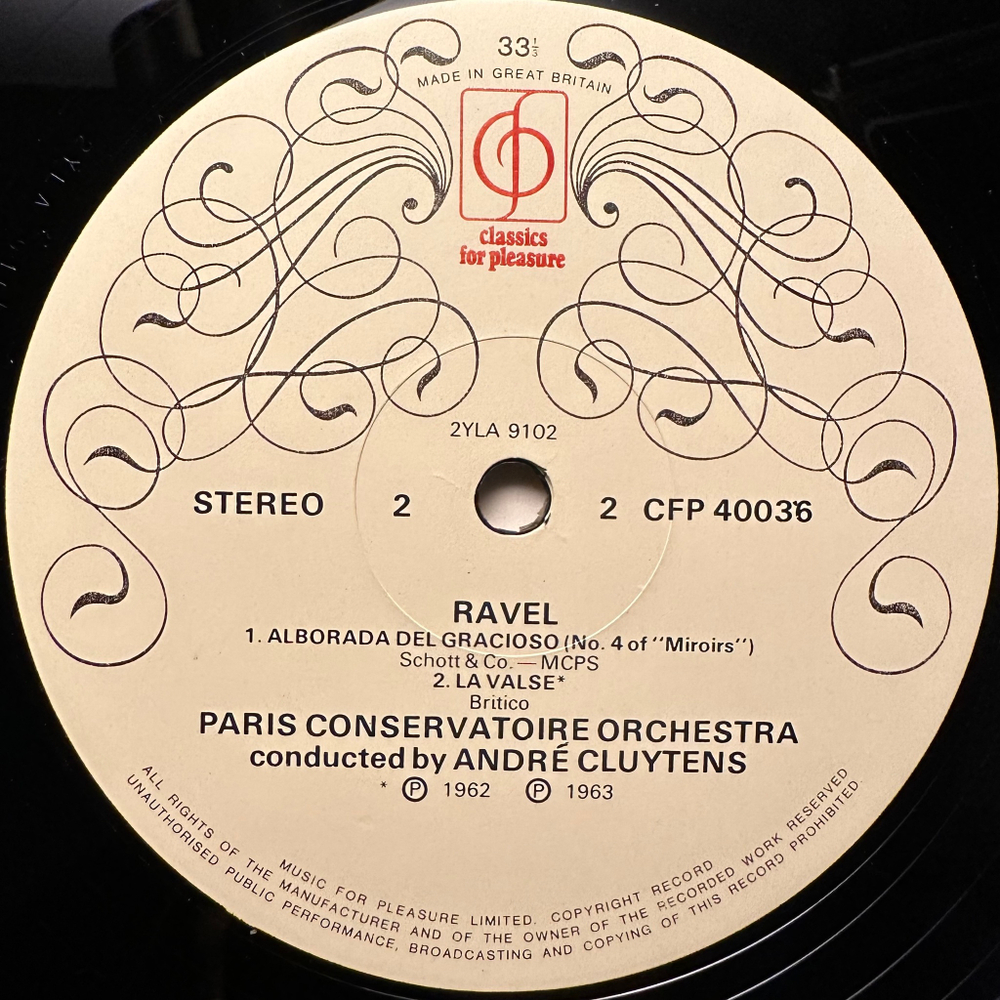 33⅓
MADE IN GREAT BRITAIN
classics
for pleasure
2YLA 9102
STEREO 2 2 CFP 40036
RAVEL
1. ALBORADA DEL GRACIOSO (No. 4 of "Miroirs")
Schott & Co. — MCPS
2. LA VALSE*
Britico
PARIS CONSERVATOIRE ORCHESTRA
conducted by ANDRÉ CLUYTENS
* Ⓟ 1962 Ⓟ 1963
MUSIC FOR PLEASURE LIMITED. COPYRIGHT RECORD
ALL RIGHTS OF THE MANUFACTURER AND OF THE OWNER OF THE RECORDED WORK RESERVED
UNAUTHORISED PUBLIC PERFORMANCE, BROADCASTING AND COPYING OF THIS RECORD PROHIBITED.